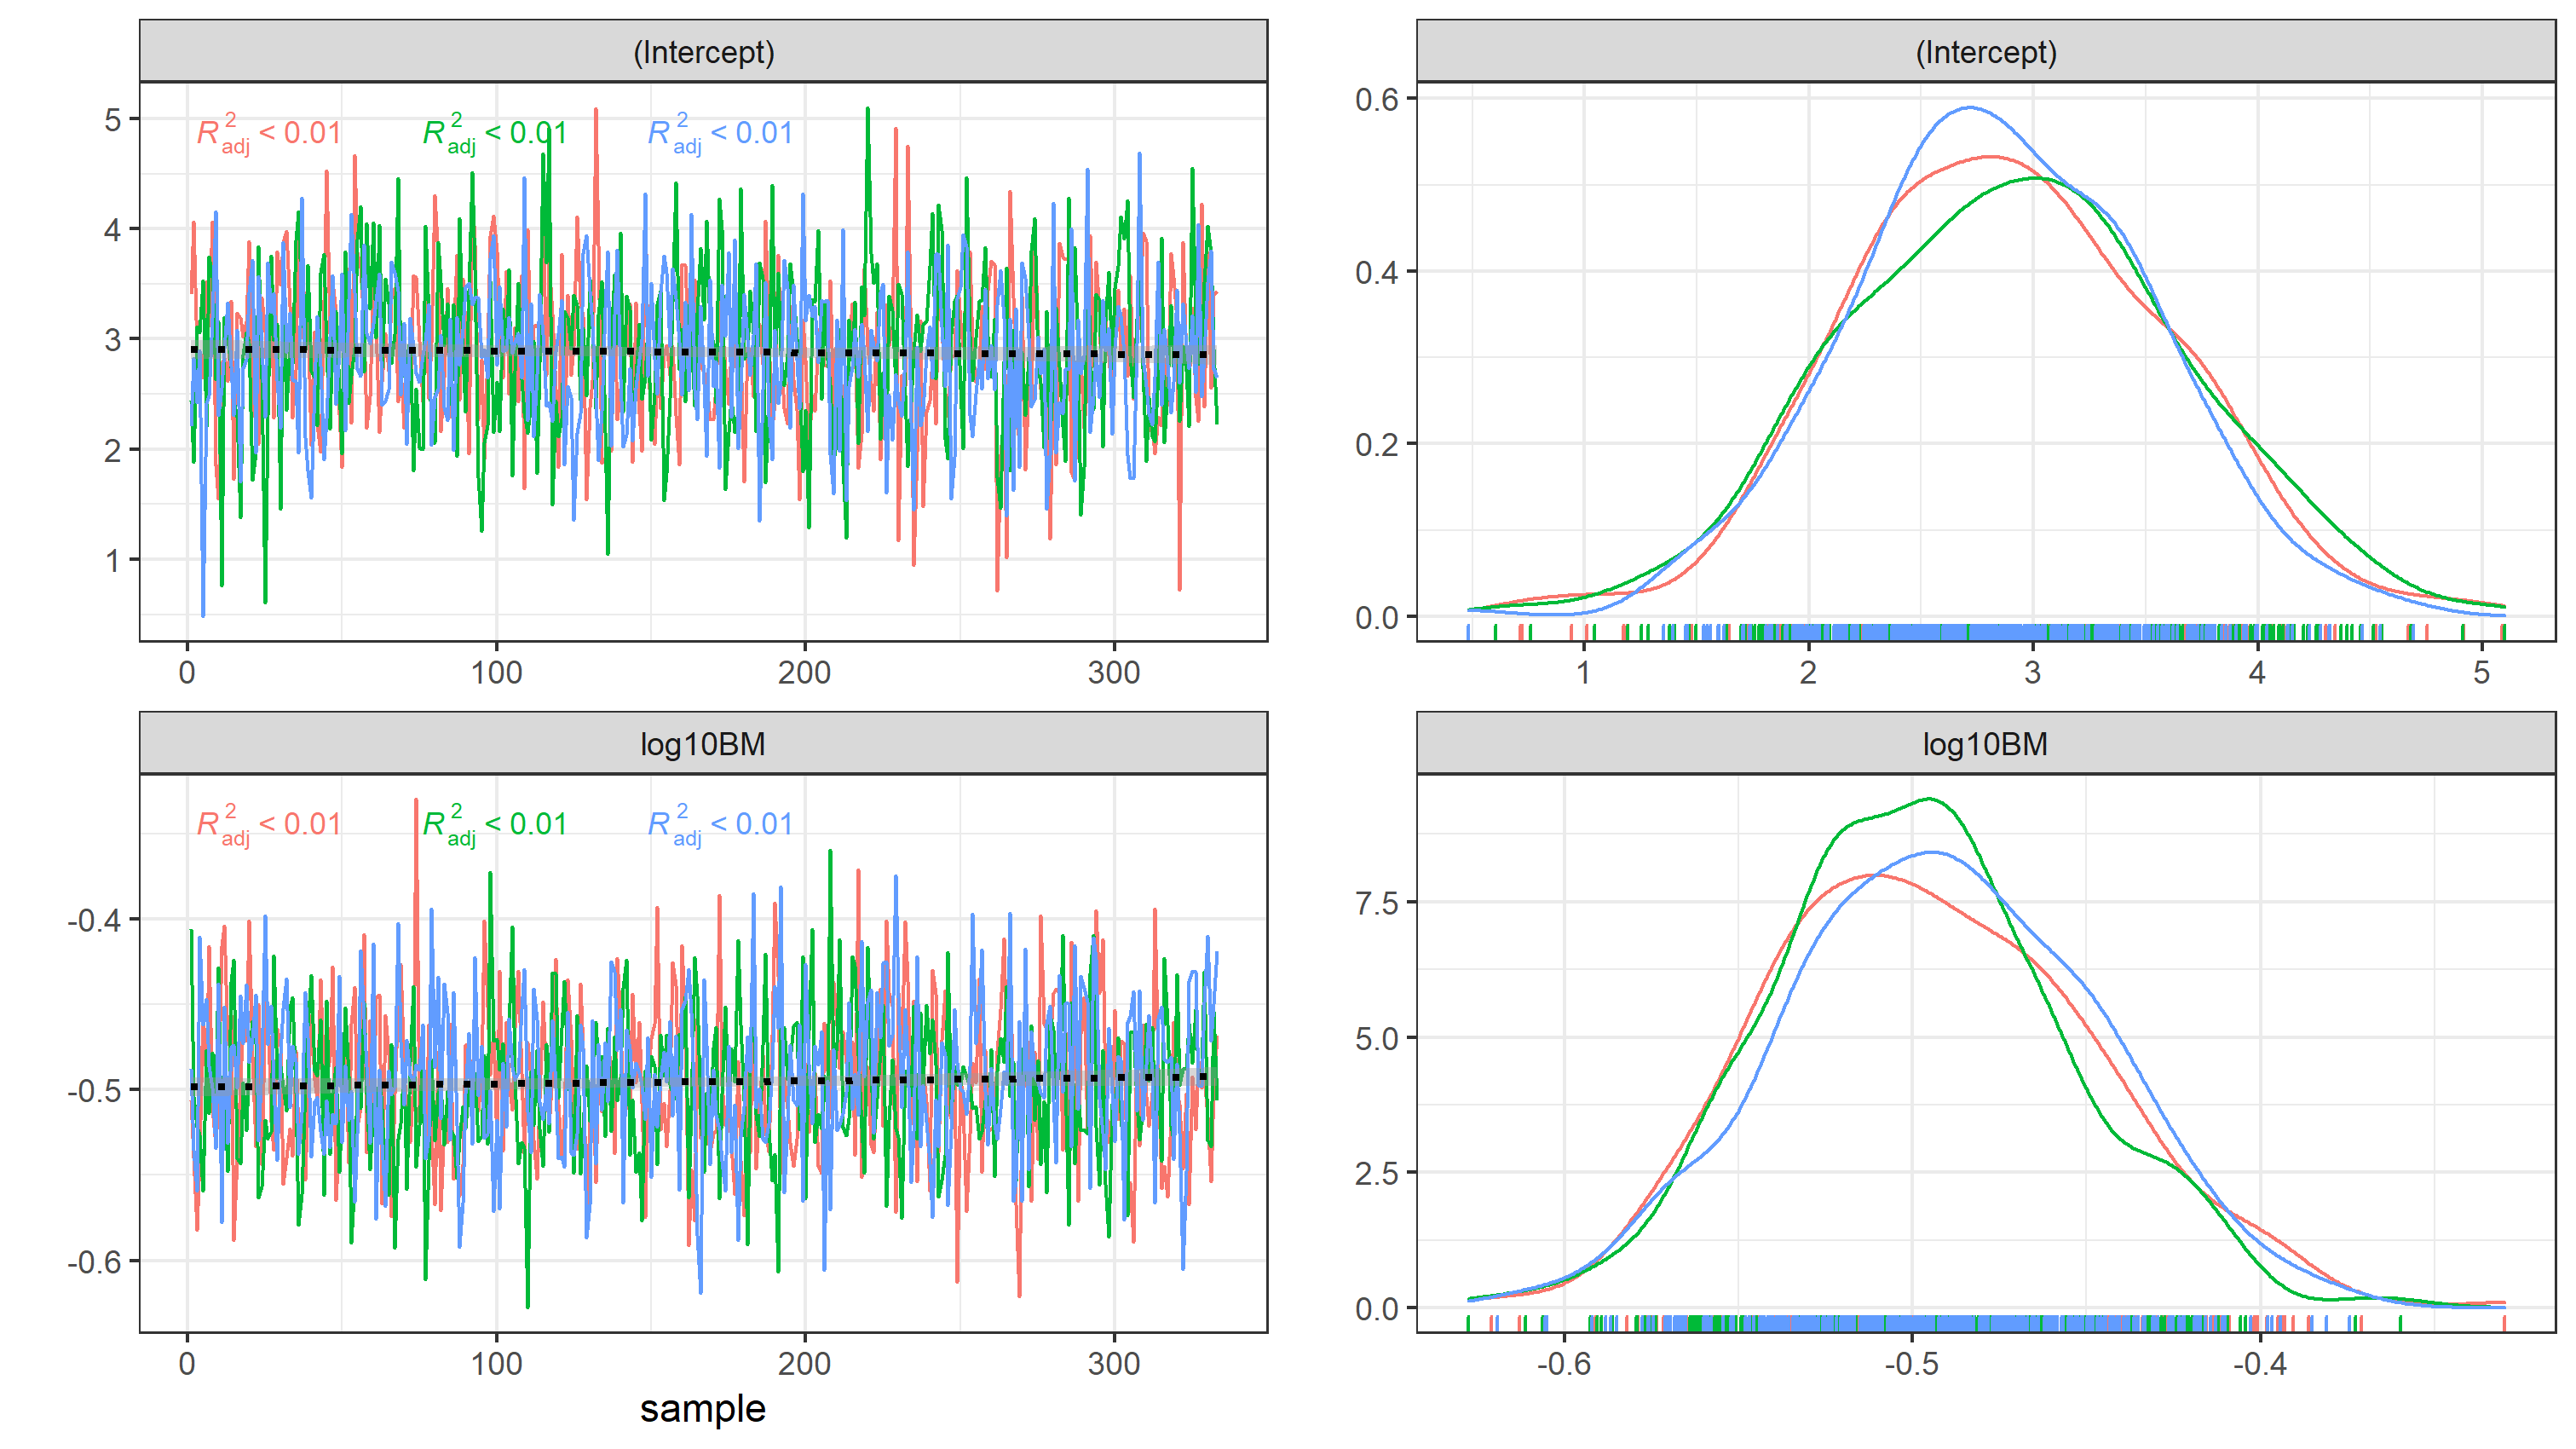 (Intercept)
R²adj < 0.01 R²adj < 0.01 R²adj < 0.01
5
4
3
2
1
0 100 200 300
(Intercept)
0.6
0.4
0.2
0.0
1 2 3 4 5
log10BM
R²adj < 0.01 R²adj < 0.01 R²adj < 0.01
-0.4
-0.5
-0.6
0 100 200 300
sample
log10BM
7.5
5.0
2.5
0.0
-0.6 -0.5 -0.4